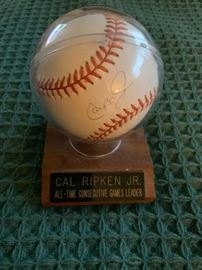 CAL RIPKEN JR.
ALL-TIME CONSECUTIVE GAMES LEADER